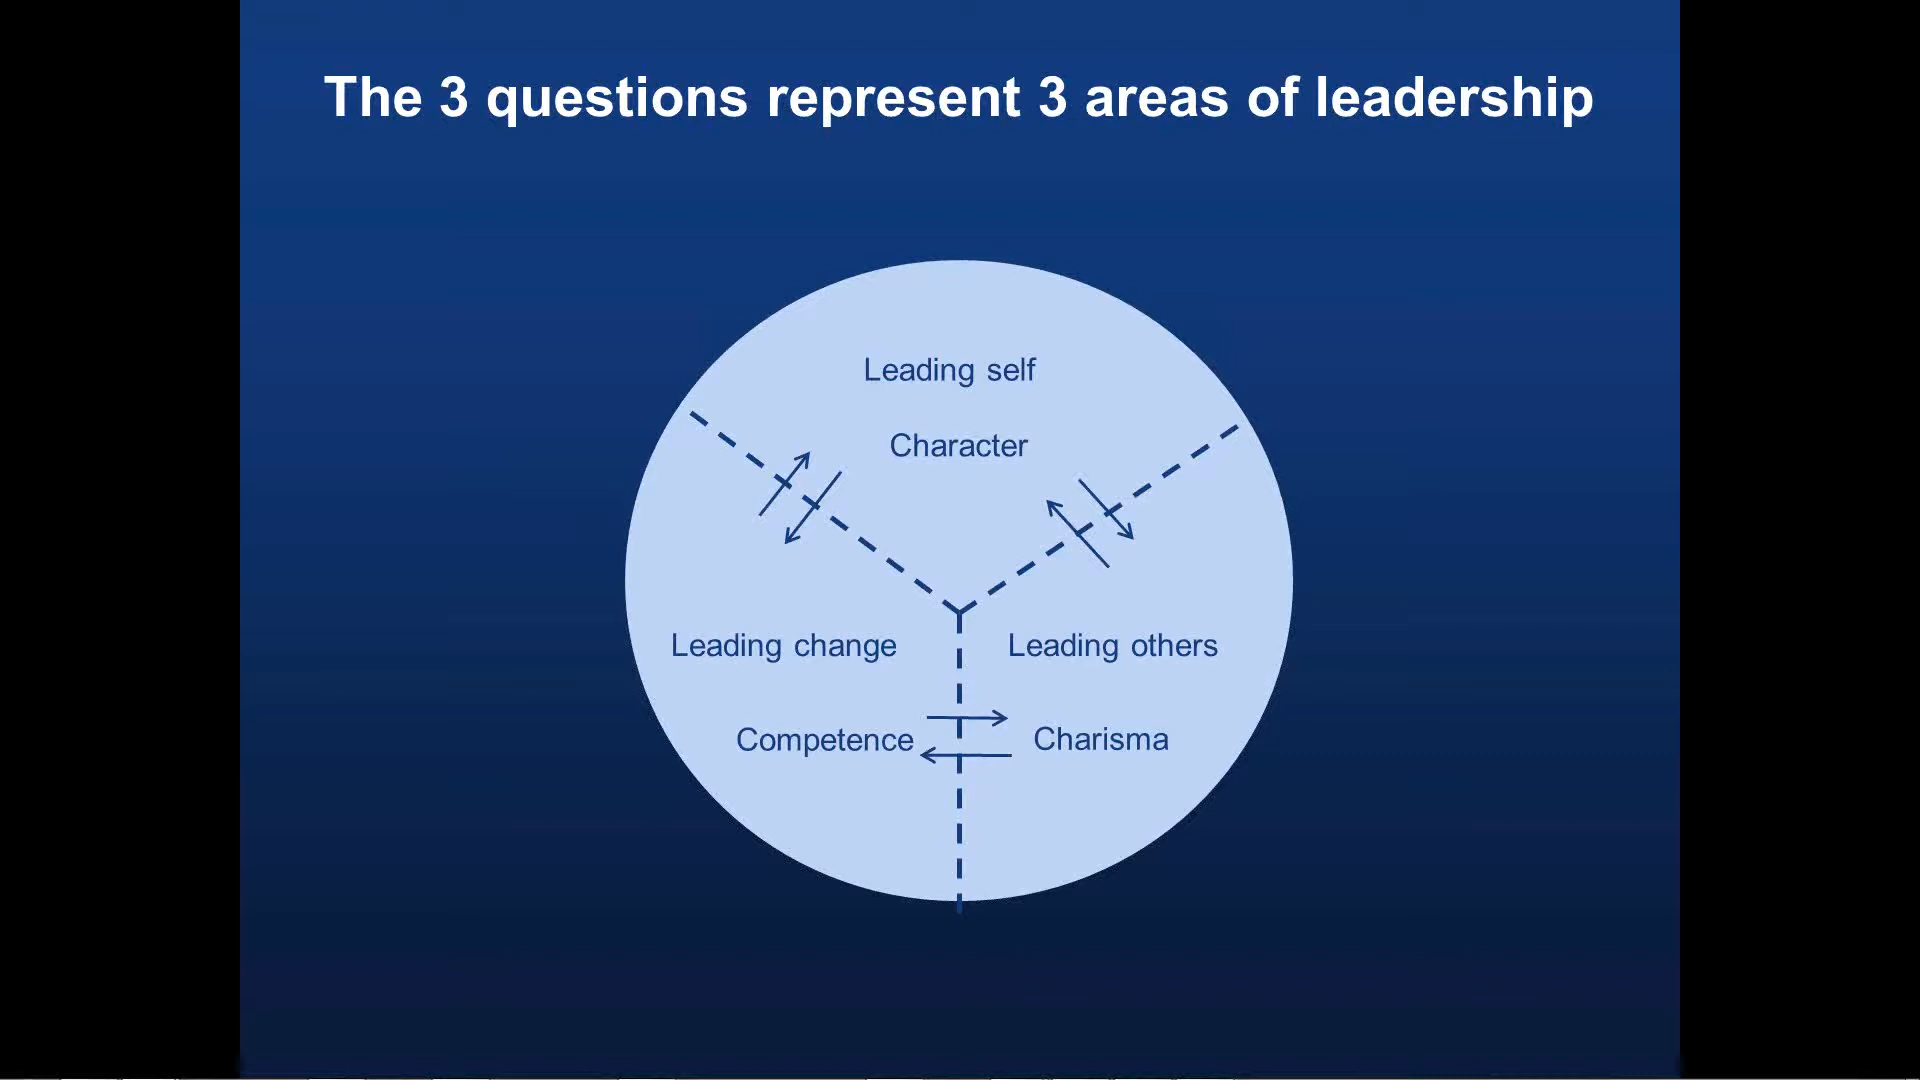 The 3 questions represent 3 areas of leadership
Leading self
Character
Leading change
Leading others
Competence
Charisma